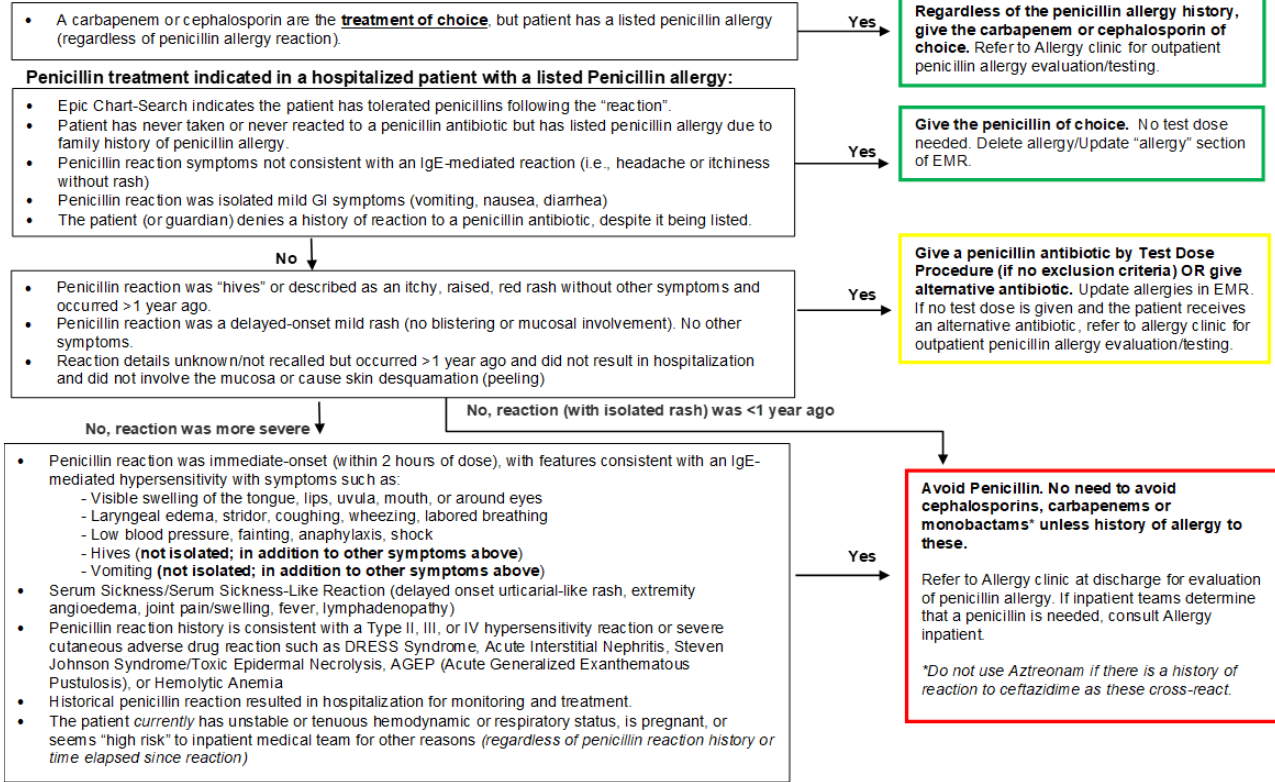 • A carbapenem or cephalosporin are the treatment of choice, but patient has a listed penicillin allergy
(regardless of penicillin allergy reaction).
Yes
Regardless of the penicillin allergy history,
give the carbapenem or cephalosporin of
choice. Refer to Allergy clinic for outpatient
penicillin allergy evaluation/testing.
Penicillin treatment indicated in a hospitalized patient with a listed Penicillin allergy:
• Epic Chart-Search indicates the patient has tolerated penicillins following the “reaction”.
• Patient has never taken or never reacted to a penicillin antibiotic but has listed penicillin allergy due to
family history of penicillin allergy.
• Penicillin reaction symptoms not consistent with an IgE-mediated reaction (i.e., headache or itchiness
without rash)
• Penicillin reaction was isolated mild GI symptoms (vomiting, nausea, diarrhea)
• The patient (or guardian) denies a history of reaction to a penicillin antibiotic, despite it being listed.
Yes
Give the penicillin of choice. No test dose
needed. Delete allergy/Update “allergy” section
of EMR.
No
• Penicillin reaction was “hives” or described as an itchy, raised, red rash without other symptoms and
occurred >1 year ago.
• Penicillin reaction was a delayed-onset mild rash (no blistering or mucosal involvement). No other
symptoms.
• Reaction details unknown/not recalled but occurred >1 year ago and did not result in hospitalization
and did not involve the mucosa or cause skin desquamation (peeling)
Yes
Give a penicillin antibiotic by Test Dose
Procedure (if no exclusion criteria) OR give
alternative antibiotic. Update allergies in EMR.
If no test dose is given and the patient receives
an alternative antibiotic, refer to allergy clinic for
outpatient penicillin allergy evaluation/testing.
No, reaction (with isolated rash) was <1 year ago
No, reaction was more severe
• Penicillin reaction was immediate-onset (within 2 hours of dose), with features consistent with an IgE-
mediated hypersensitivity with symptoms such as:
- Visible swelling of the tongue, lips, uvula, mouth, or around eyes
- Laryngeal edema, stridor, coughing, wheezing, labored breathing
- Low blood pressure, fainting, anaphylaxis, shock
- Hives (not isolated; in addition to other symptoms above)
- Vomiting (not isolated; in addition to other symptoms above)
• Serum Sickness/Serum Sickness-Like Reaction (delayed onset urticarial-like rash, extremity
angioedema, joint pain/swelling, fever, lymphadenopathy)
• Penicillin reaction history is consistent with a Type II, III, or IV hypersensitivity reaction or severe
cutaneous adverse drug reaction such as DRESS Syndrome, Acute Interstitial Nephritis, Steven
Johnson Syndrome/Toxic Epidermal Necrolysis, AGEP (Acute Generalized Exanthematous
Pustulosis), or Hemolytic Anemia
• Historical penicillin reaction resulted in hospitalization for monitoring and treatment.
• The patient currently has unstable or tenuous hemodynamic or respiratory status, is pregnant, or
seems “high risk” to inpatient medical team for other reasons (regardless of penicillin reaction history or
time elapsed since reaction)
Yes
Avoid Penicillin. No need to avoid
cephalosporins, carbapenems or
monobactams* unless history of allergy to
these.
Refer to Allergy clinic at discharge for evaluation
of penicillin allergy. If inpatient teams determine
that a penicillin is needed, consult Allergy
inpatient.
*Do not use Aztreonam if there is a history of
reaction to ceftazidime as these cross-react.